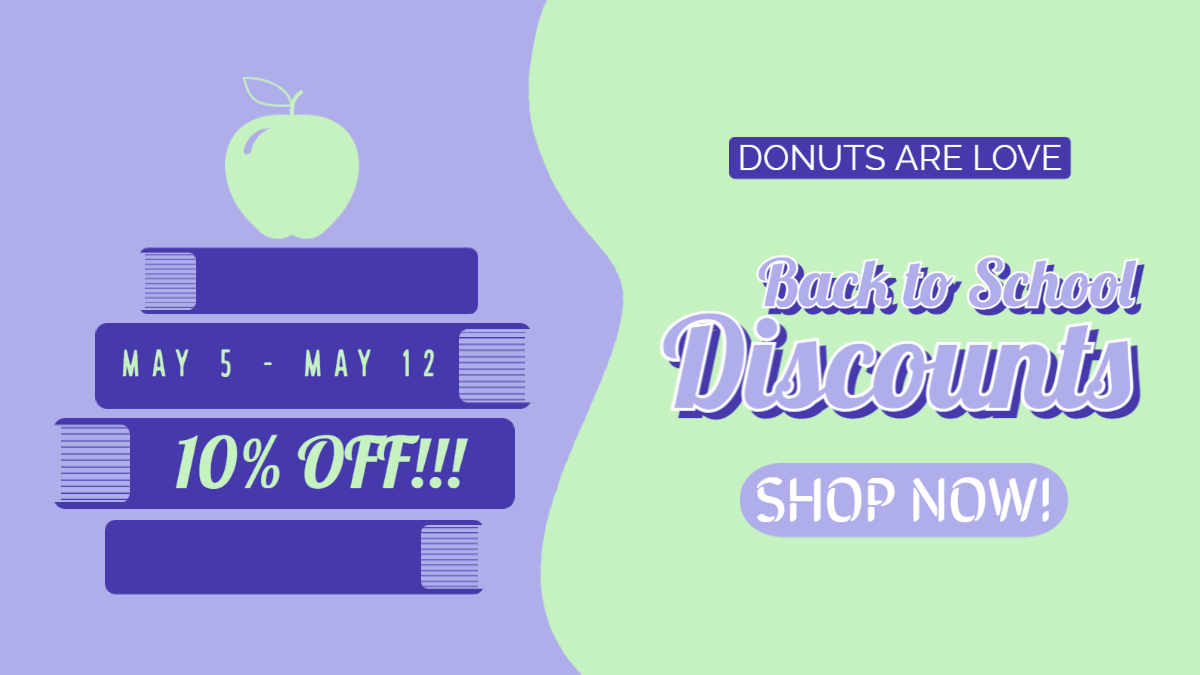 MAY 5 - MAY 12
10% OFF!!!
DONUTS ARE LOVE
Back to School
Discounts
SHOP NOW!